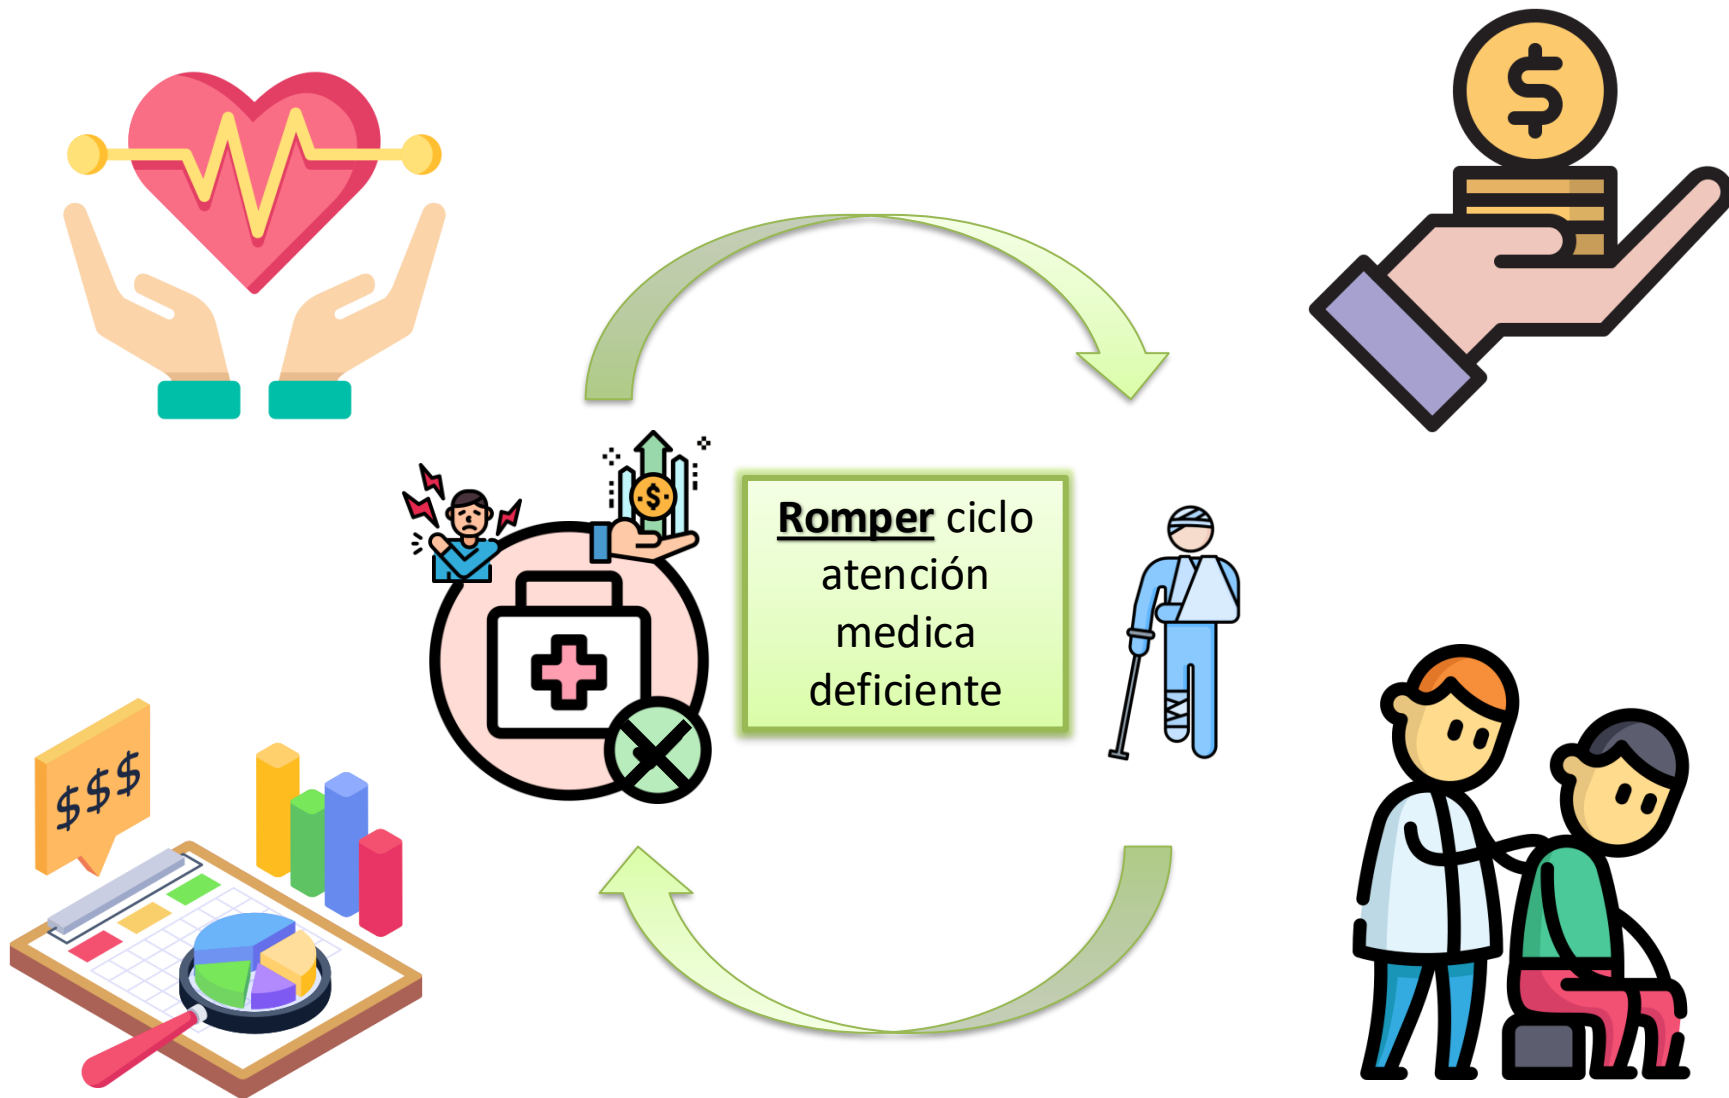 $
$
Romper ciclo
atención
medica
deficiente
$$$